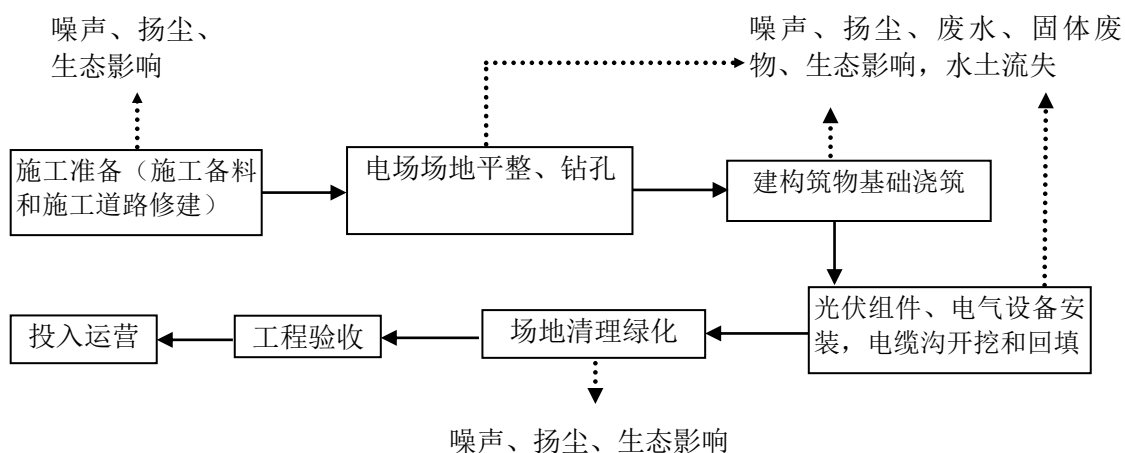 噪声、扬尘、
生态影响
噪声、扬尘、废水、固体废
物、生态影响，水土流失
施工准备（施工备料
和施工道路修建）
电场场地平整、钻孔
建构筑物基础浇筑
光伏组件、电气设备安
装，电缆沟开挖和回填
场地清理绿化
工程验收
投入运营
噪声、扬尘、生态影响